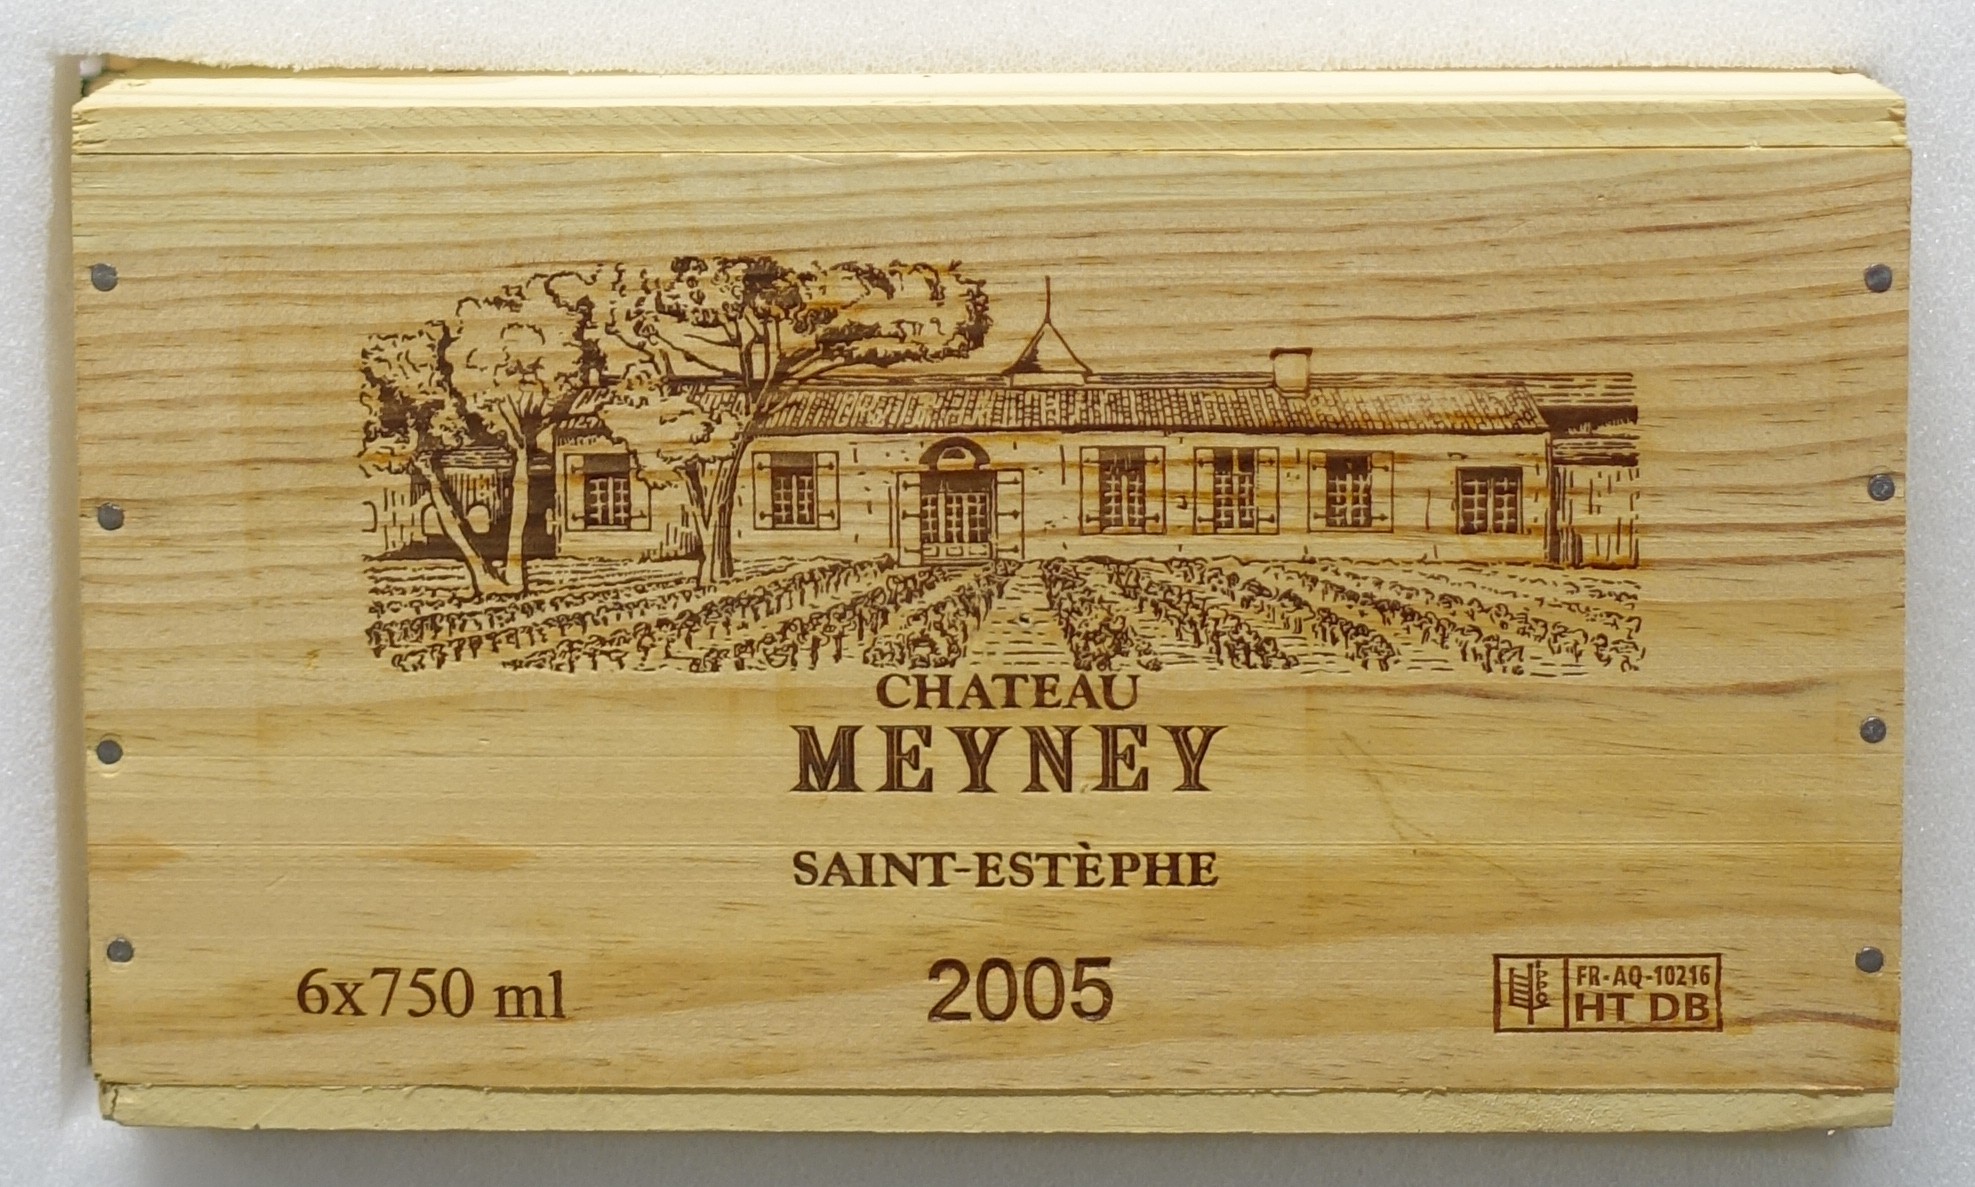 CHATEAU
MEYNEY
SAINT-ESTÈPHE
6x750 ml
2005
FR-AQ-10216
HT DB